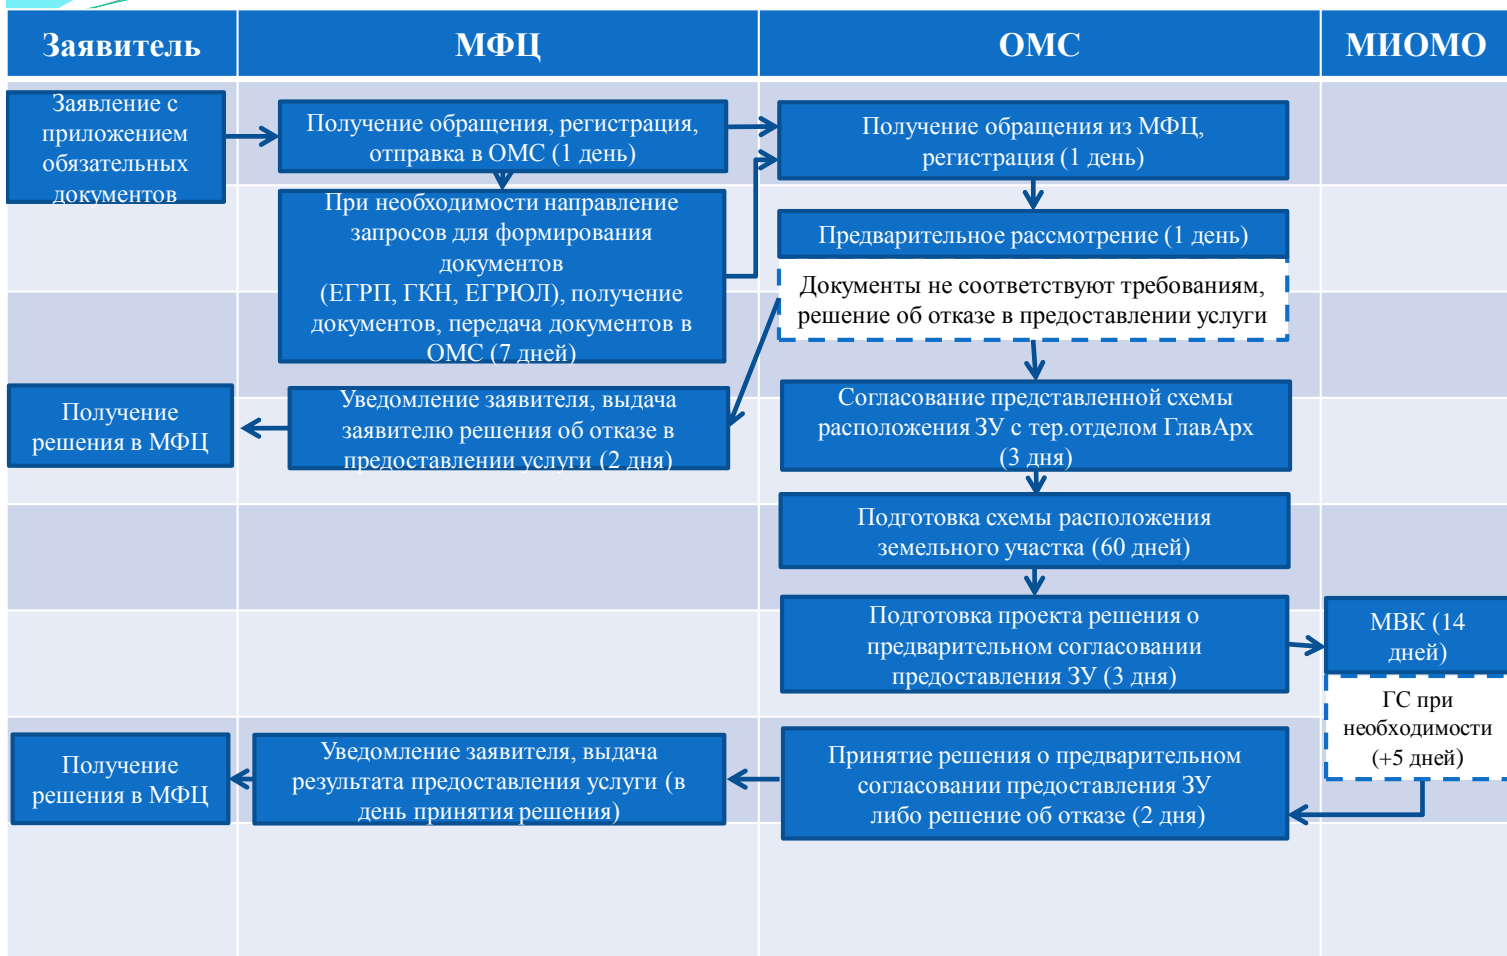 Заявитель
МФЦ
ОМС
МИОМО
Заявление с
приложением
обязательных
документов
Получение обращения, регистрация,
отправка в ОМС (1 день)
Получение обращения из МФЦ,
регистрация (1 день)
При необходимости направление
запросов для формирования
документов
(ЕГРП, ГКН, ЕГРЮЛ), получение
документов, передача документов в
ОМС (7 дней)
Предварительное рассмотрение (1 день)
Документы не соответствуют требованиям,
решение об отказе в предоставлении услуги
Получение
решения в МФЦ
Уведомление заявителя, выдача
заявителю решения об отказе в
предоставлении услуги (2 дня)
Согласование представленной схемы
расположения ЗУ с тер.отделом ГлавАрх
(3 дня)
Подготовка схемы расположения
земельного участка (60 дней)
Подготовка проекта решения о
предварительном согласовании
предоставления ЗУ (3 дня)
МВК (14
дней)
ГС при
необходимости
(+5 дней)
Получение
решения в МФЦ
Уведомление заявителя, выдача
результата предоставления услуги (в
день принятия решения)
Принятие решения о предварительном
согласовании предоставления ЗУ
либо решение об отказе (2 дня)